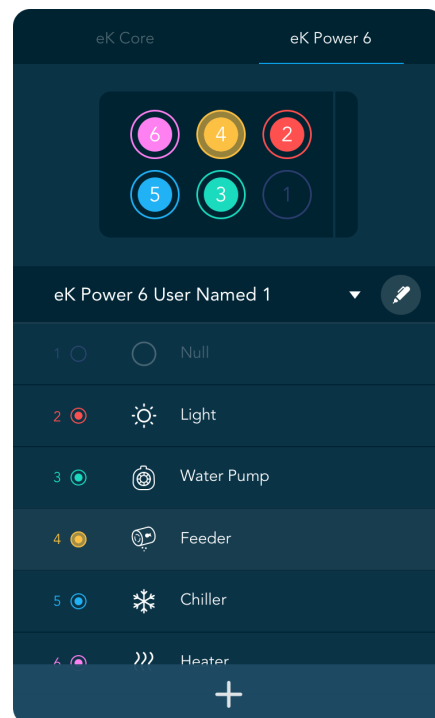 eK Core eK Power 6
6 4 2
5 3 1
eK Power 6 User Named 1
1 Null
2 Light
3 Water Pump
4 Feeder
5 Chiller
6 Heater